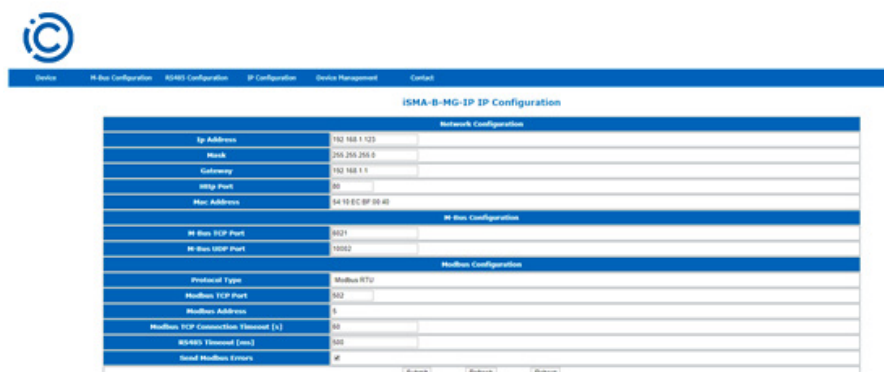 iC
Device M-Bus Configuration RS485 Configuration IP Configuration Device Management Contact
iSMA-B-MG-IP IP Configuration
Network Configuration
Ip Address 192.168.1.123
Mask 255.255.255.0
Gateway 192.168.1.1
Http Port 80
Mac Address 54:10:EC:BF:00:40
M-Bus Configuration
M-Bus TCP Port 6021
M-Bus UDP Port 10002
Modbus Configuration
Protocol Type Modbus RTU
Modbus TCP Port 502
Modbus Address 5
Modbus TCP Connection Timeout [s] 60
RS485 Timeout [ms] 500
Send Modbus Errors
Submit